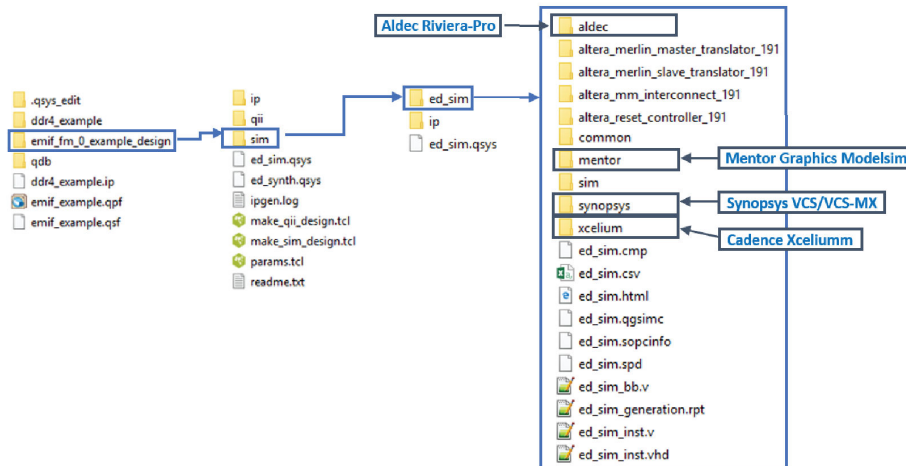 Aldec Riviera-Pro
.qsys_edit
ddr4_example
emif_fm_0_example_design
qdb
ddr4_example.ip
emif_example.qpf
emif_example.qsf
ip
qii
sim
ed_sim.qsys
ed_synth.qsys
ipgen.log
make_qii_design.tcl
make_sim_design.tcl
params.tcl
readme.txt
ed_sim
ip
ed_sim.qsys
aldec
altera_merlin_master_translator_191
altera_merlin_slave_translator_191
altera_mm_interconnect_191
altera_reset_controller_191
common
mentor
sim
synopsys
xcelium
ed_sim.cmp
ed_sim.csv
ed_sim.html
ed_sim.qgsimc
ed_sim.sopcinfo
ed_sim.spd
ed_sim_bb.v
ed_sim_generation.rpt
ed_sim_inst.v
ed_sim_inst.vhd
Mentor Graphics Modelsim
Synopsys VCS/VCS-MX
Cadence Xceliumm